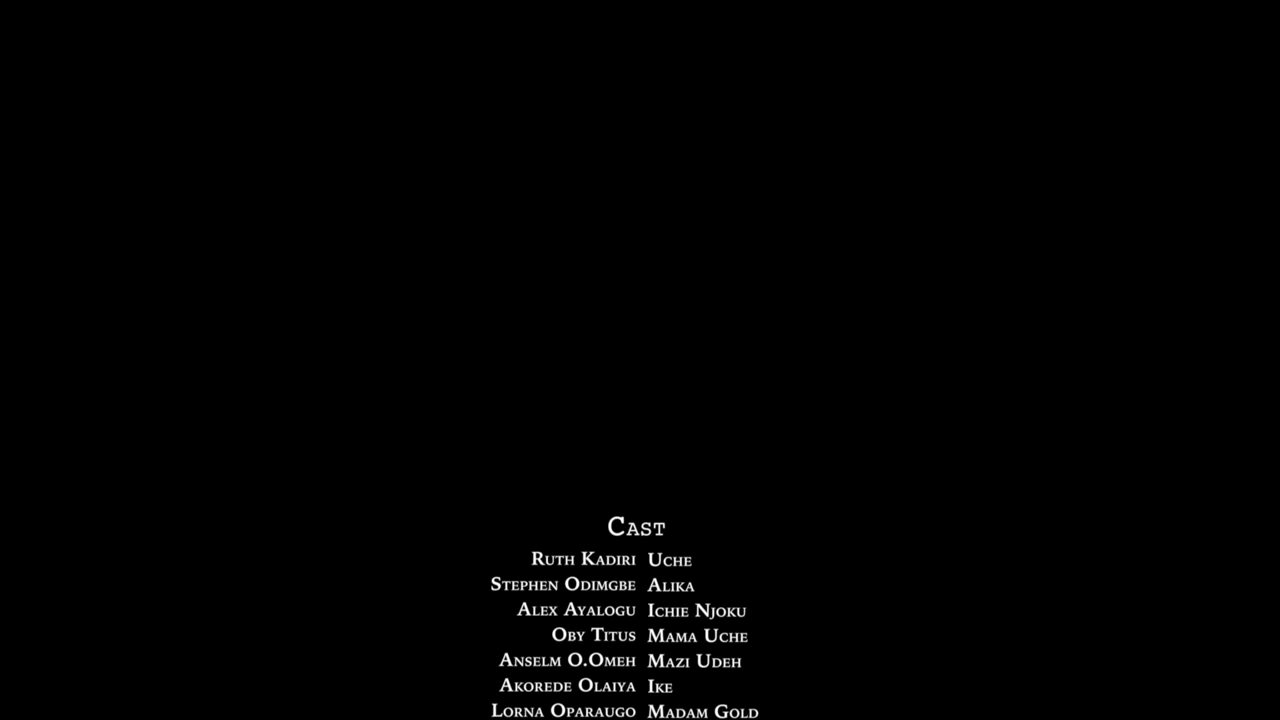 Cast
Ruth Kadiri Uche
Stephen Odimgbe Alika
Alex Ayalogu Ichie Njoku
Oby Titus Mama Uche
Anselm O.Omeh Mazi Udeh
Akorede Olaiya Ike
Lorna Oparaugo Madam Gold